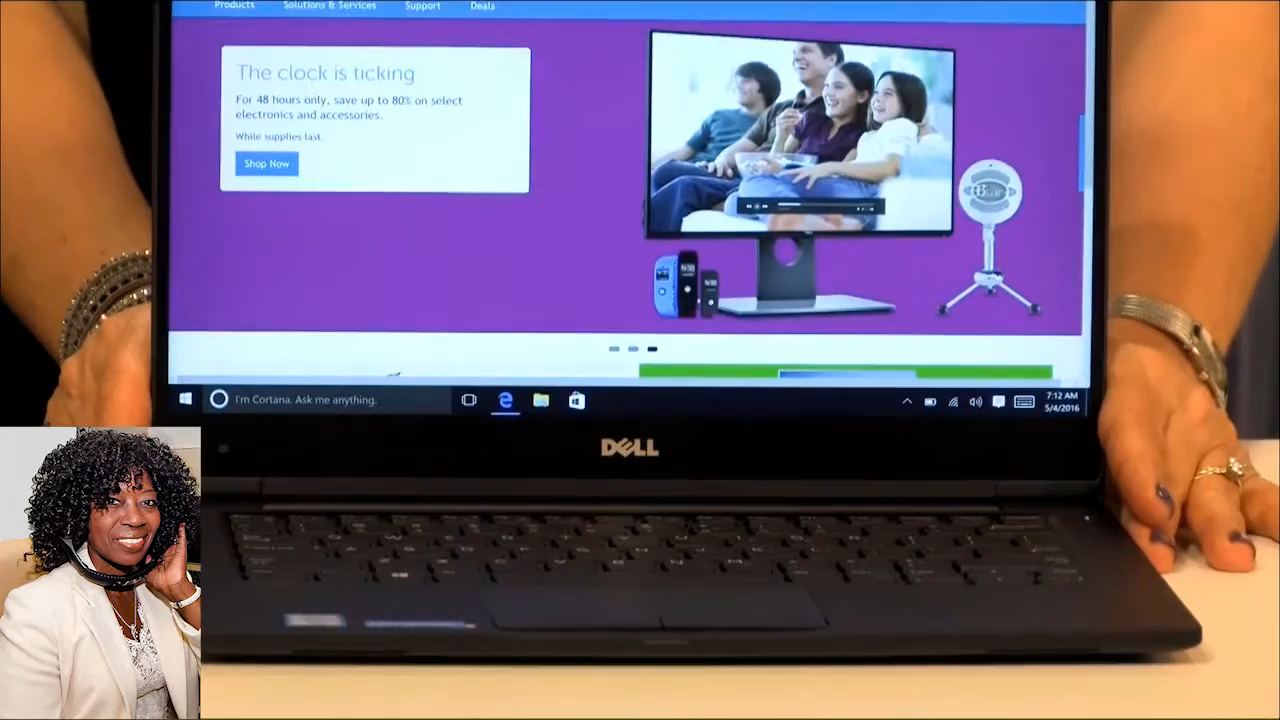 Products Solutions & Services Support Deals
The clock is ticking
For 48 hours only, save up to 80% on select
electronics and accessories.
While supplies last.
Shop Now
I'm Cortana. Ask me anything.
7:12 AM
5/4/2016
DELL